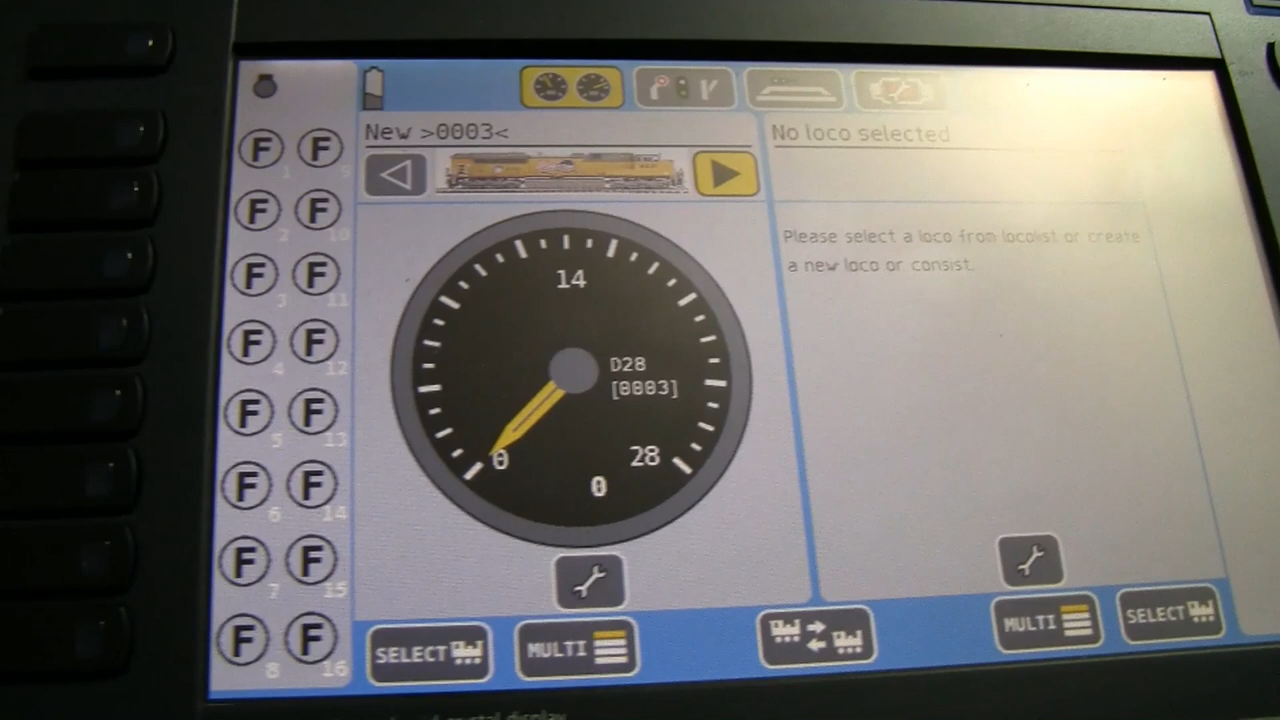 New >0003<
No loco selected
Please select a loco from locolist or create
a new loco or consist.
F 1 F 9
F 2 F 10
F 3 F 11
F 4 F 12
F 5 F 13
F 6 F 14
F 7 F 15
F 8 F 16
14
D28
[0003]
0
28
0
SELECT
MULTI
MULTI
SELECT
display